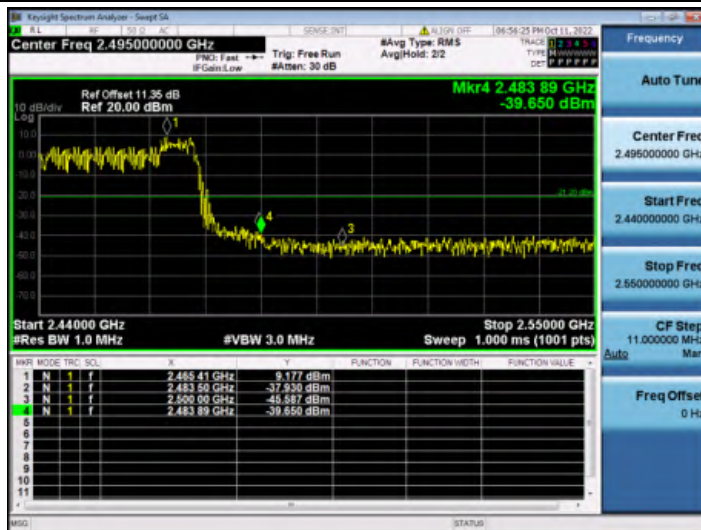 Keysight Spectrum Analyzer - Swept SA
RL RF 50 Ω AC SENSE:INT ALIGN OFF 06:56:25 PM Oct 11, 2022
Center Freq 2.495000000 GHz
#Avg Type: RMS
Avg|Hold: 2/2
TRACE 1 2 3 4 5 6
TYPE M W W W W W
DET P P P P P P
PNO: Fast
IFGain:Low
Trig: Free Run
#Atten: 30 dB
Ref Offset 11.35 dB
Ref 20.00 dBm
10 dB/div
Log
Mkr4 2.483 89 GHz
-39.650 dBm
10.0
0.00
-10.0
-20.0
-30.0
-40.0
-50.0
-60.0
-70.0
1
4
3
-21.20 dBm
Start 2.44000 GHz
Stop 2.55000 GHz
#Res BW 1.0 MHz
#VBW 3.0 MHz
Sweep 1.000 ms (1001 pts)
MKR MODE TRC SCL X Y FUNCTION FUNCTION WIDTH FUNCTION VALUE
1 N 1 f 2.465 41 GHz 9.177 dBm
2 N 1 f 2.483 50 GHz -37.930 dBm
3 N 1 f 2.500 00 GHz -45.587 dBm
4 N 1 f 2.483 89 GHz -39.650 dBm
5
6
7
8
9
10
11
MSG
STATUS
Frequency
Auto Tune
Center Freq
2.495000000 GHz
Start Freq
2.440000000 GHz
Stop Freq
2.550000000 GHz
CF Step
11.000000 MHz
Auto Man
Freq Offset
0 Hz